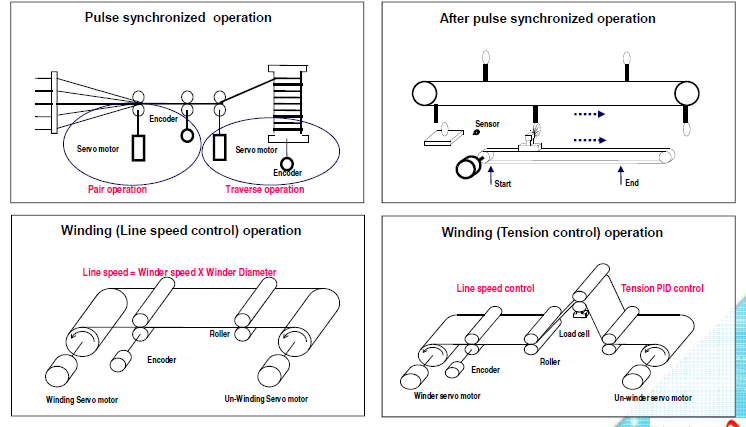 Pulse synchronized operation
Encoder
Servo motor
Servo motor
Encoder
Pair operation
Traverse operation
After pulse synchronized operation
Sensor
Start
End
Winding (Line speed control) operation
Line speed = Winder speed X Winder Diameter
Roller
Encoder
Winding Servo motor
Un-Winding Servo motor
Winding (Tension control) operation
Line speed control
Tension PID control
Load cell
Roller
Encoder
Winder servo motor
Un-winder servo motor